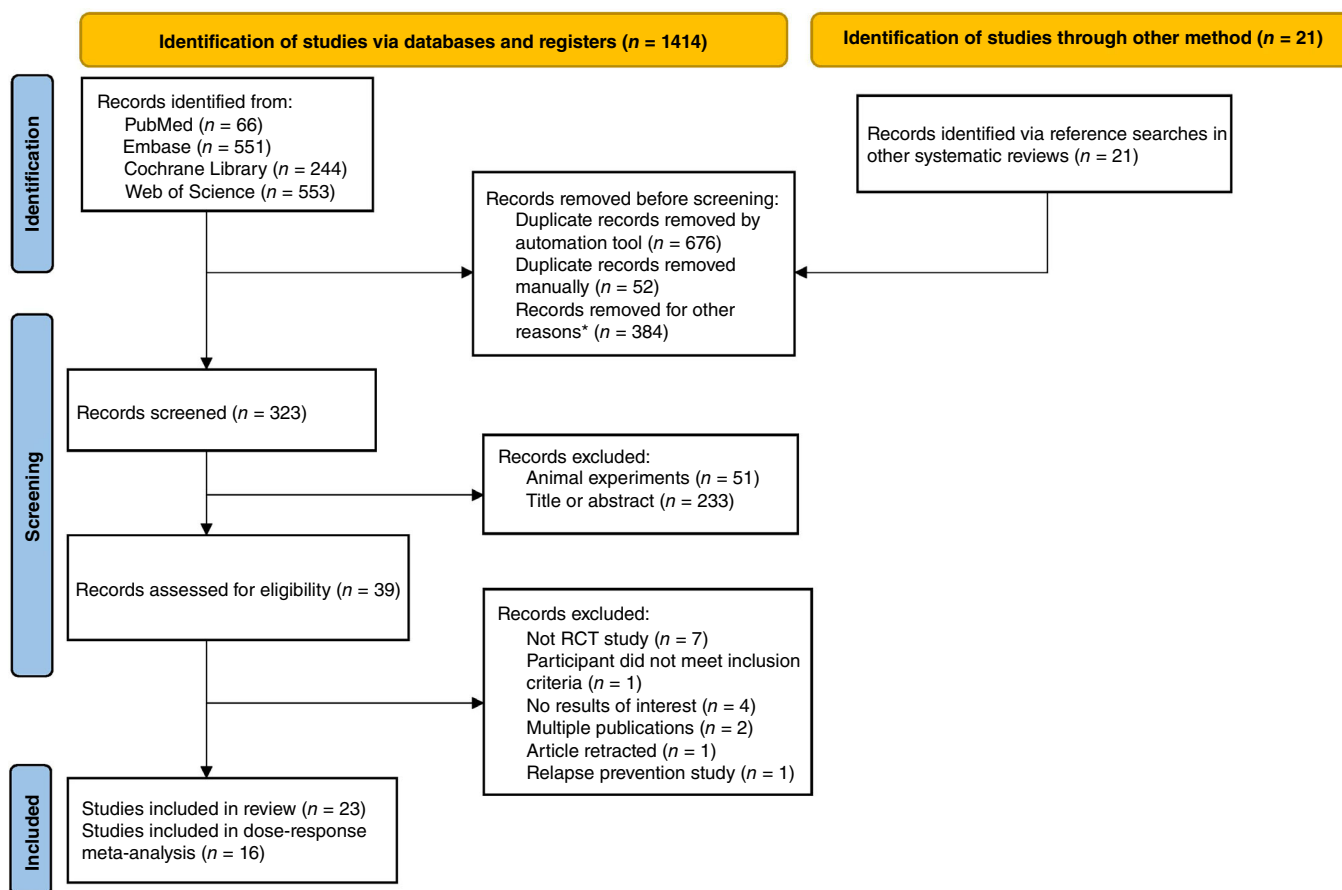 Identification of studies via databases and registers (n = 1414)
Identification of studies through other method (n = 21)
Identification
Records identified from:
PubMed (n = 66)
Embase (n = 551)
Cochrane Library (n = 244)
Web of Science (n = 553)
Records identified via reference searches in
other systematic reviews (n = 21)
Records removed before screening:
Duplicate records removed by
automation tool (n = 676)
Duplicate records removed
manually (n = 52)
Records removed for other
reasons* (n = 384)
Screening
Records screened (n = 323)
Records excluded:
Animal experiments (n = 51)
Title or abstract (n = 233)
Records assessed for eligibility (n = 39)
Records excluded:
Not RCT study (n = 7)
Participant did not meet inclusion
criteria (n = 1)
No results of interest (n = 4)
Multiple publications (n = 2)
Article retracted (n = 1)
Relapse prevention study (n = 1)
Included
Studies included in review (n = 23)
Studies included in dose-response
meta-analysis (n = 16)